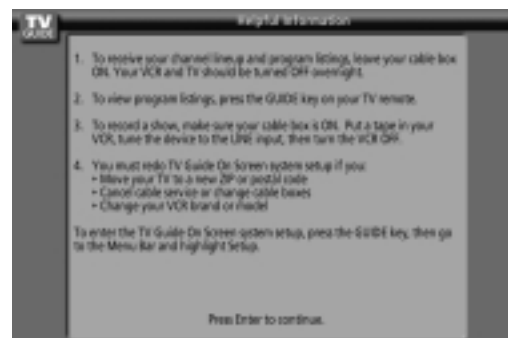 TV
GUIDE
Helpful Information
1. To receive your channel lineup and program listings, leave your cable box
ON. Your VCR and TV should be turned OFF overnight.
2. To view program listings, press the GUIDE key on your TV remote.
3. To record a show, make sure your cable box is ON. Put a tape in your
VCR, tune the device to the LINE input, then turn the VCR OFF.
4. You must redo TV Guide On Screen system setup if you:
• Move your TV to a new ZIP or postal code
• Cancel cable service or change cable boxes
• Change your VCR brand or model
To enter the TV Guide On Screen system setup, press the GUIDE key, then go
to the Menu Bar and highlight Setup.
Press Enter to continue.